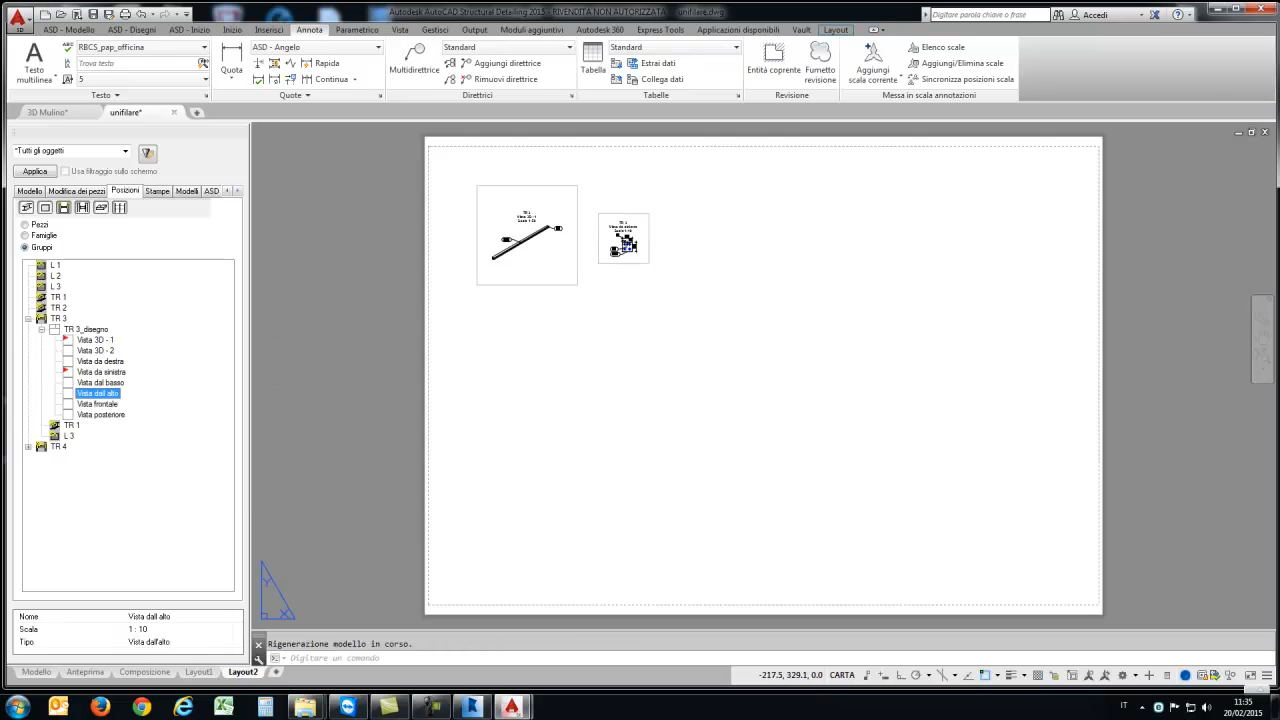 Autodesk AutoCAD Structural Detailing 2015 - RIVENDITA NON AUTORIZZATA unifilare.dwg
Digitare parola chiave o frase
Accedi
ASD - Modello
ASD - Disegni
ASD - Inizio
Inizio
Inserisci
Annota
Parametrico
Vista
Gestisci
Output
Moduli aggiuntivi
Autodesk 360
Express Tools
Applicazioni disponibili
Vault
Layout
RBCS_pap_officina
ASD - Angelo
Standard
Standard
Elenco scale
Trova testo
Rapida
Aggiungi direttrice
Estrai dati
Aggiungi/Elimina scale
Testo multilinea
5
Quota
Continua
Multidirettrice
Rimuovi direttrice
Tabella
Collega dati
Entità corrente
Fumetto revisione
Aggiungi scala corrente
Sincronizza posizioni scala
Testo
Quote
Direttrici
Tabelle
Revisione
Messa in scala annotazioni
3D Mulino*
unifilare*
*Tutti gli oggetti
Applica
Usa filtraggio sullo schermo
Modello
Modifica dei pezzi
Posizioni
Stampe
Modelli
ASD
Pezzi
Famiglie
Gruppi
L 1
L 2
L 3
TR 1
TR 2
TR 3
TR 3_disegno
Vista 3D - 1
Vista 3D - 2
Vista da destra
Vista da sinistra
Vista dal basso
Vista dall alto
Vista frontale
Vista posteriore
TR 1
L 3
TR 4
Nome Vista dall alto
Scala 1 : 10
Tipo Vista dall'alto
Y
X
Rigenerazione modello in corso.
Digitare un comando
Modello
Anteprima
Composizione
Layout1
Layout2
-217.5, 329.1, 0.0
CARTA
IT
11:35
20/02/2015